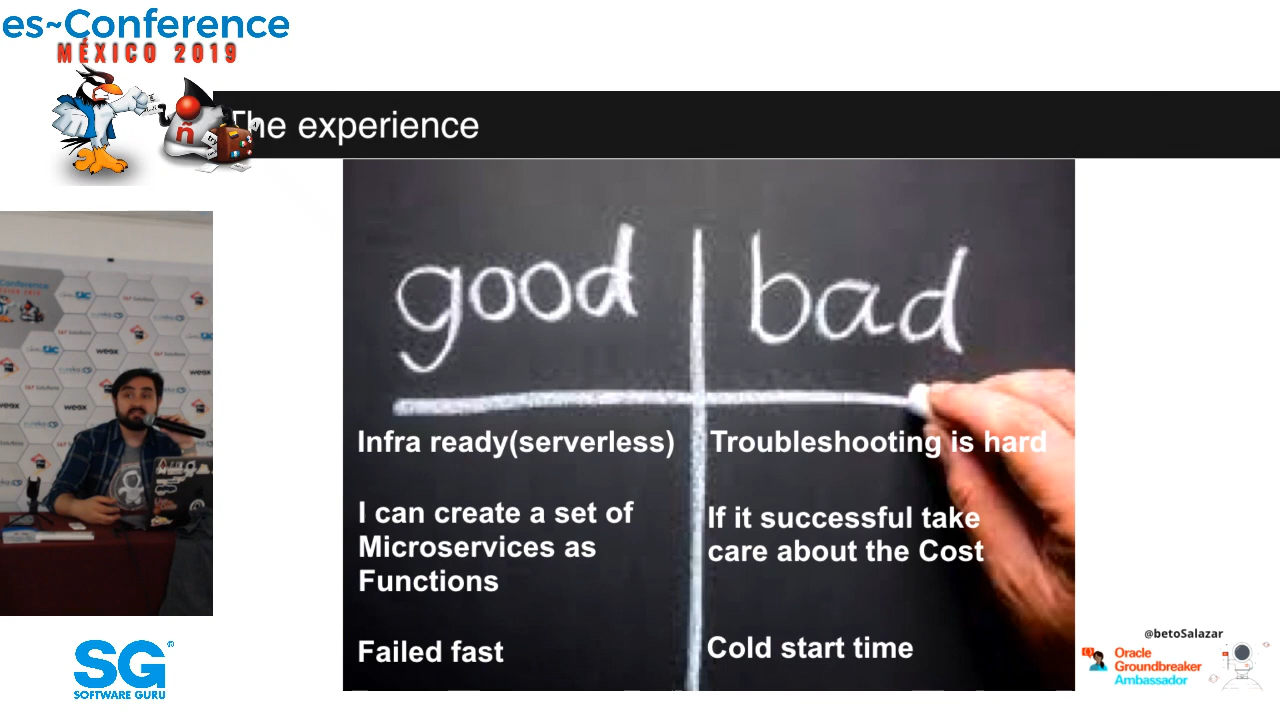 es~Conference
MÉXICO 2019
The experience
good
bad
Infra ready(serverless)
I can create a set of
Microservices as
Functions
Failed fast
Troubleshooting is hard
If it successful take
care about the Cost
Cold start time
SG
SOFTWARE GURU
@betoSalazar
Oracle
Groundbreaker
Ambassador